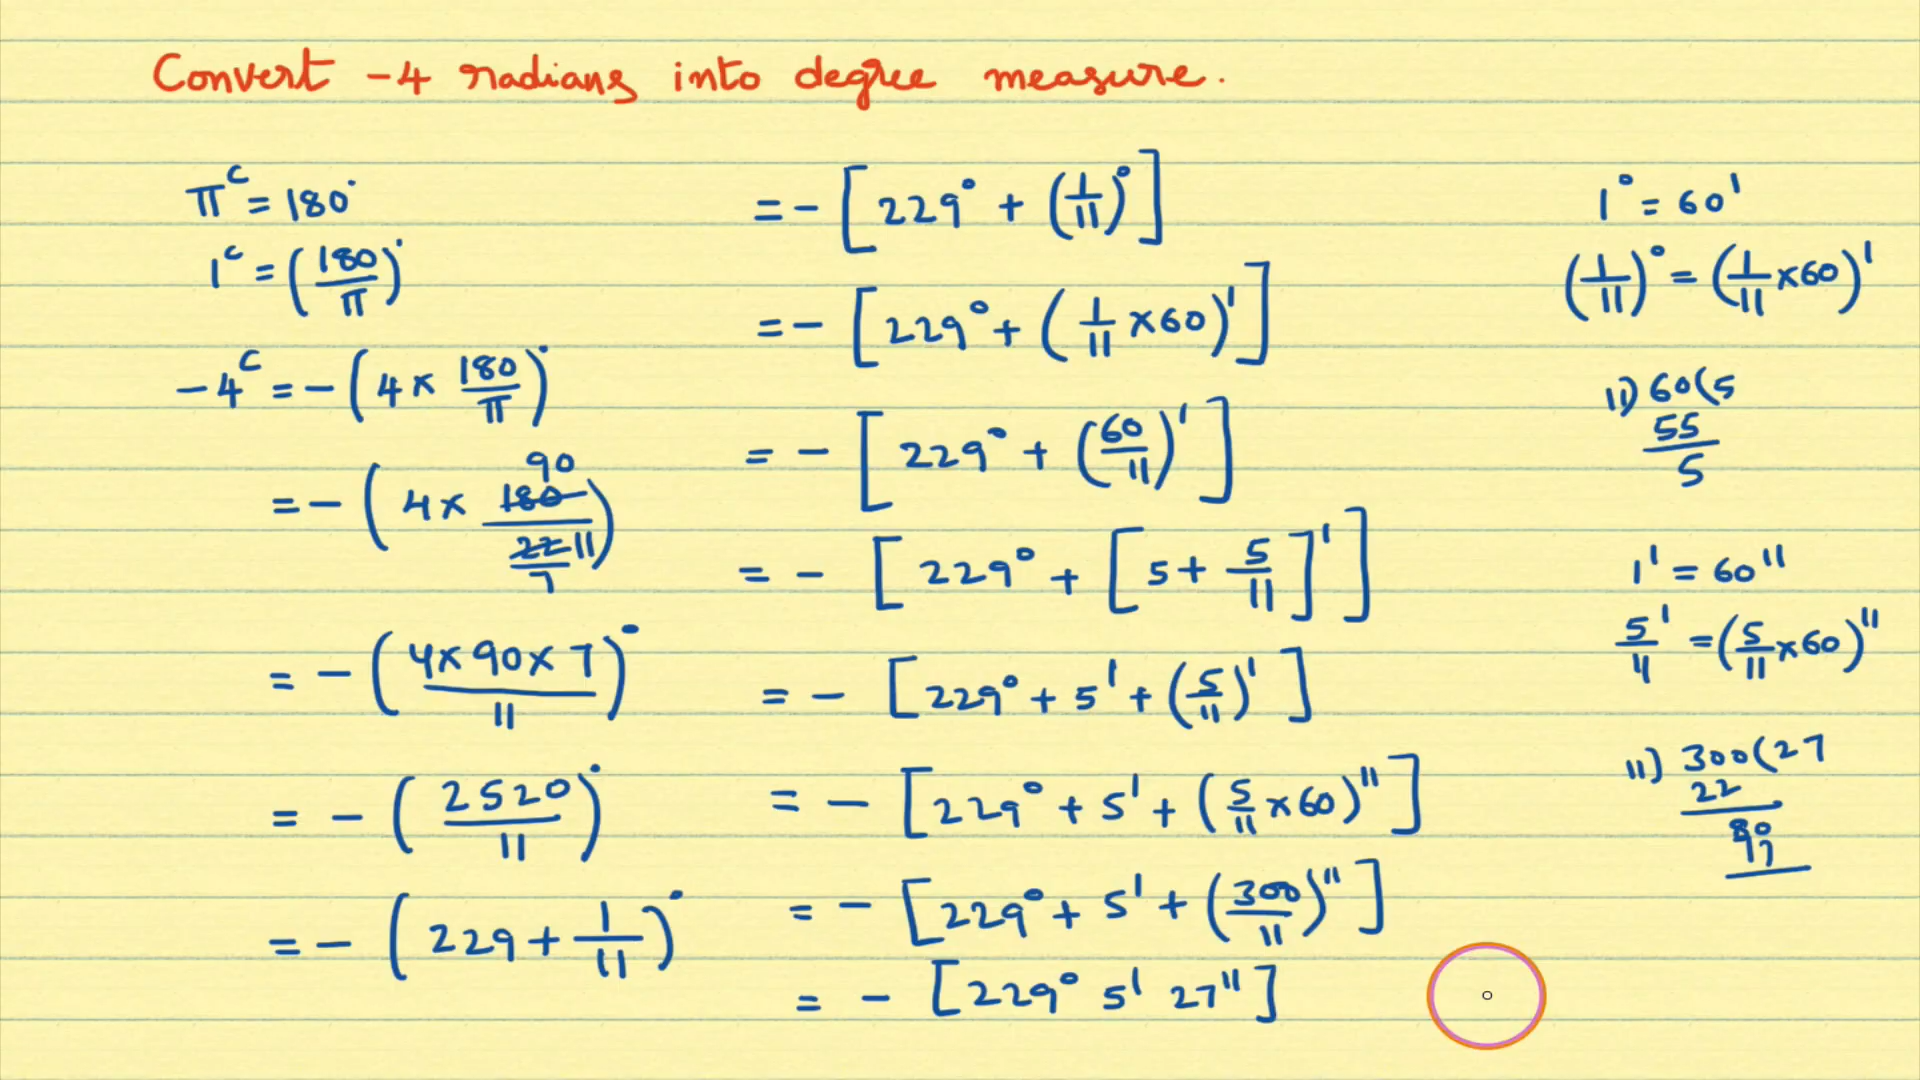 Convert -4 radians into degree measure.
π^c = 180°
1^c = (180/π)°
-4^c = -(4 × 180/π)°
90
= -(4 × 180/(22/7) 11)
= -((4×90×7)/11)°
= -(2520/11)°
= -(229 + 1/11)°
= -[229° + (1/11)°]
= -[229° + (1/11 ×60)']
= -[229° + (60/11)']
= -[229° + [5 + 5/11]']
= -[229° + 5' + (5/11)']
= -[229° + 5' + (5/11 ×60)'']
= -[229° + 5' + (300/11)'']
= -[229° 5' 27'']
1° = 60'
(1/11)° = (1/11 ×60)'
11) 60 (5
55
5
1' = 60''
5/11' = (5/11 ×60)''
11) 300 (27
22
80
77